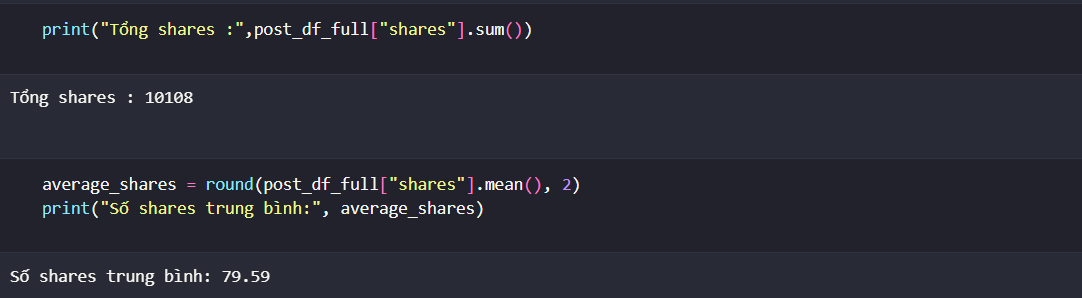 print("Tổng shares :",post_df_full["shares"].sum())
Tổng shares : 10108
average_shares = round(post_df_full["shares"].mean(), 2)
print("Số shares trung bình:", average_shares)
Số shares trung bình: 79.59